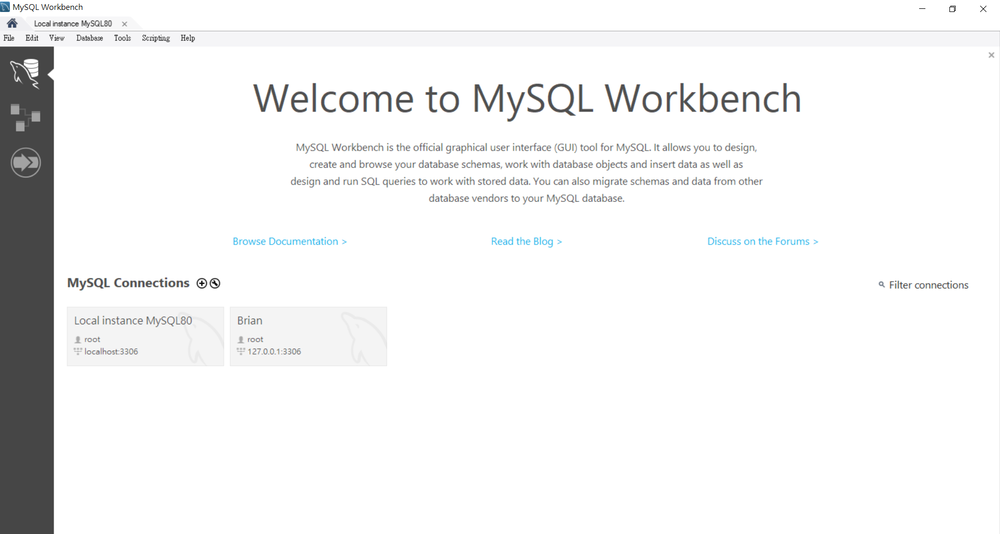 MySQL Workbench
Local instance MySQL80
File Edit View Database Tools Scripting Help
Welcome to MySQL Workbench
MySQL Workbench is the official graphical user interface (GUI) tool for MySQL. It allows you to design,
create and browse your database schemas, work with database objects and insert data as well as
design and run SQL queries to work with stored data. You can also migrate schemas and data from other
database vendors to your MySQL database.
Browse Documentation > Read the Blog > Discuss on the Forums >
MySQL Connections
Filter connections
Local instance MySQL80
root
localhost:3306
Brian
root
127.0.0.1:3306